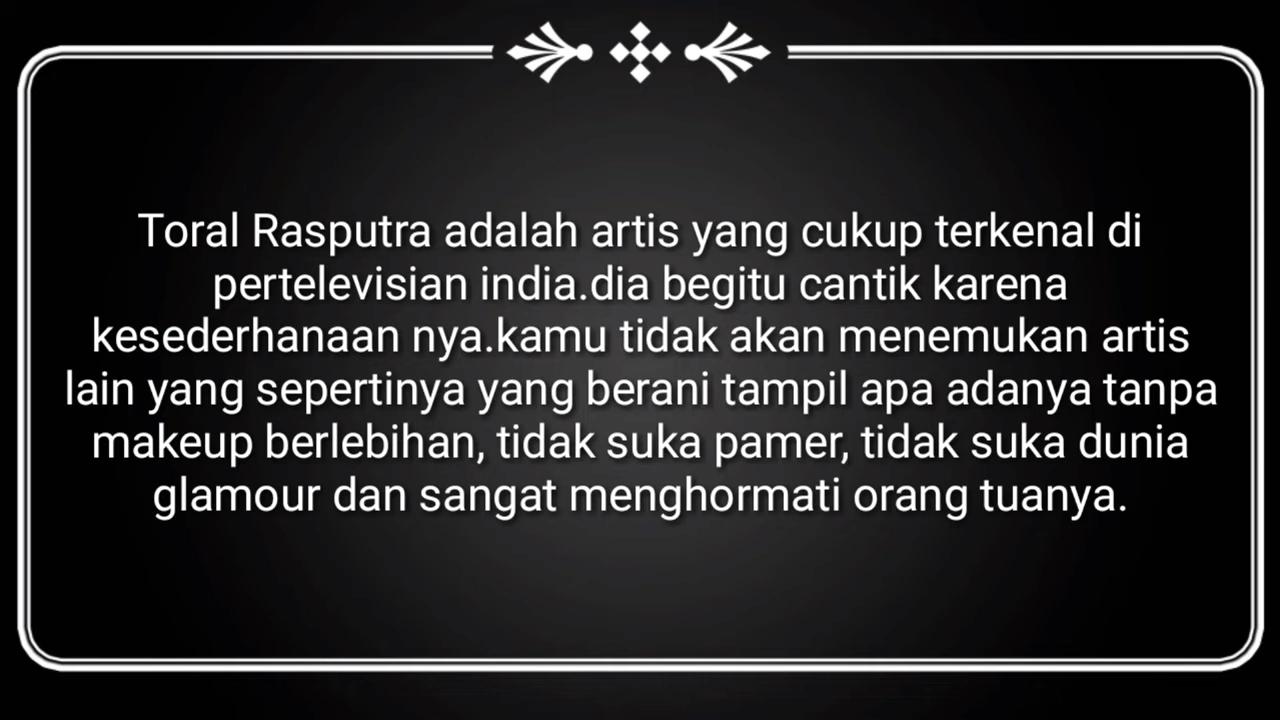 Toral Rasputra adalah artis yang cukup terkenal di
pertelevisian india.dia begitu cantik karena
kesederhanaan nya.kamu tidak akan menemukan artis
lain yang sepertinya yang berani tampil apa adanya tanpa
makeup berlebihan, tidak suka pamer, tidak suka dunia
glamour dan sangat menghormati orang tuanya.